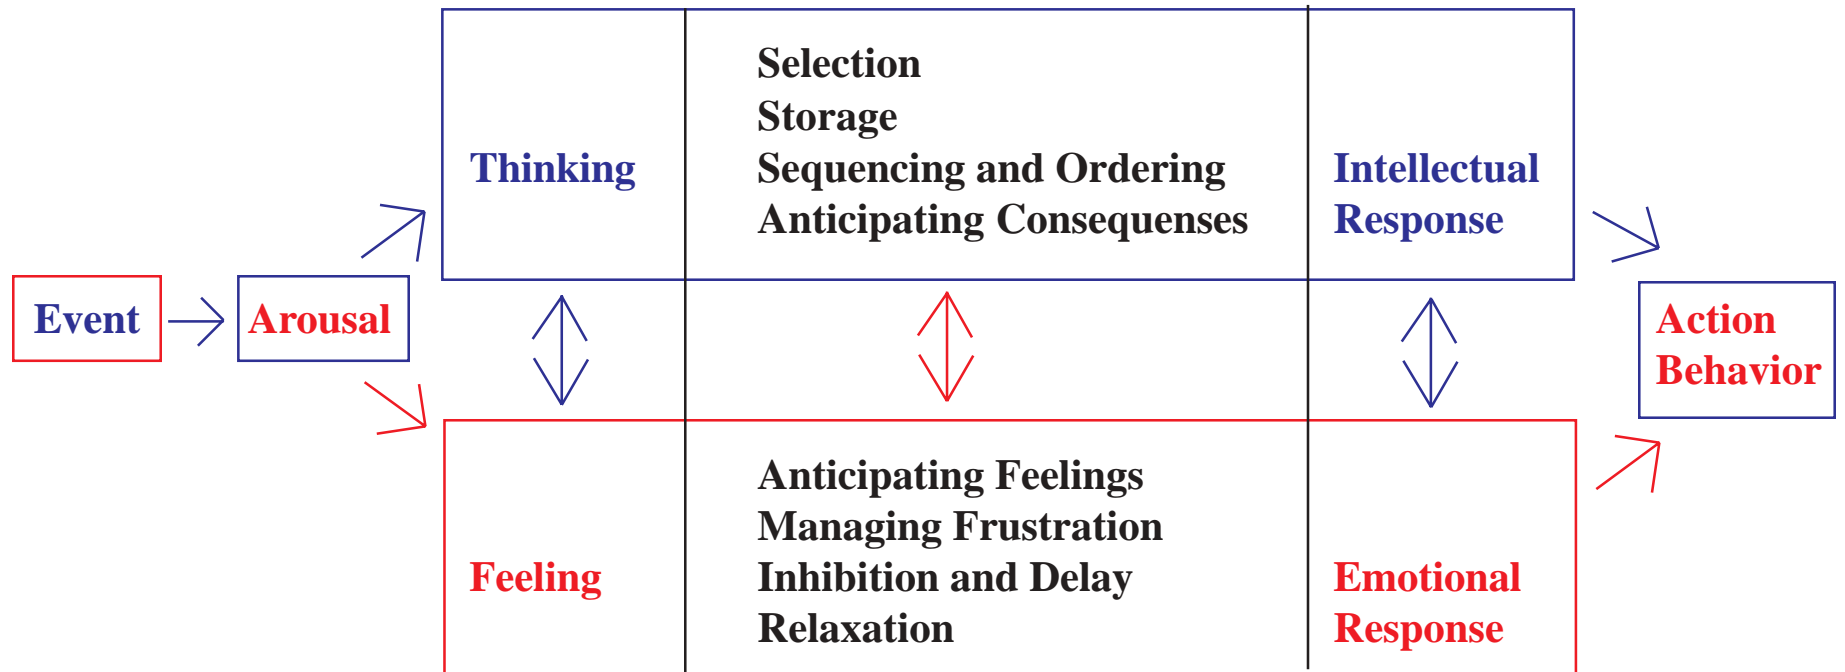 Event
Arousal
Thinking
Selection
Storage
Sequencing and Ordering
Anticipating Consequenses
Intellectual
Response
Feeling
Anticipating Feelings
Managing Frustration
Inhibition and Delay
Relaxation
Emotional
Response
Action
Behavior